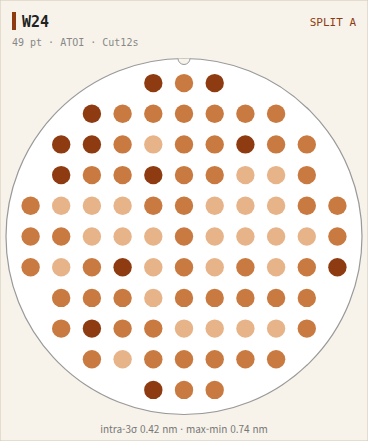 W24
SPLIT A
49 pt · ATOI · Cut12s
intra-3σ 0.42 nm · max-min 0.74 nm